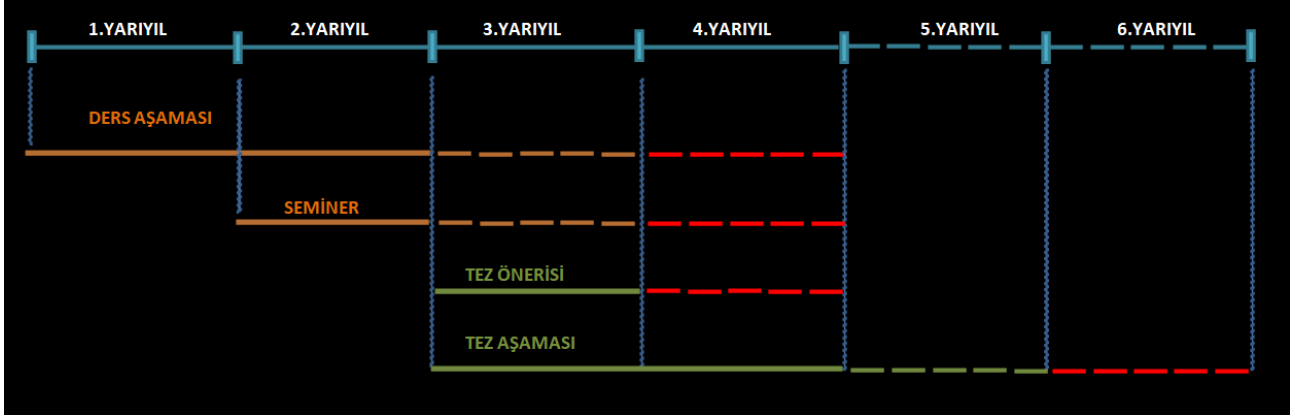 1.YARIYIL 2.YARIYIL 3.YARIYIL 4.YARIYIL 5.YARIYIL 6.YARIYIL
DERS AŞAMASI
SEMİNER
TEZ ÖNERİSİ
TEZ AŞAMASI